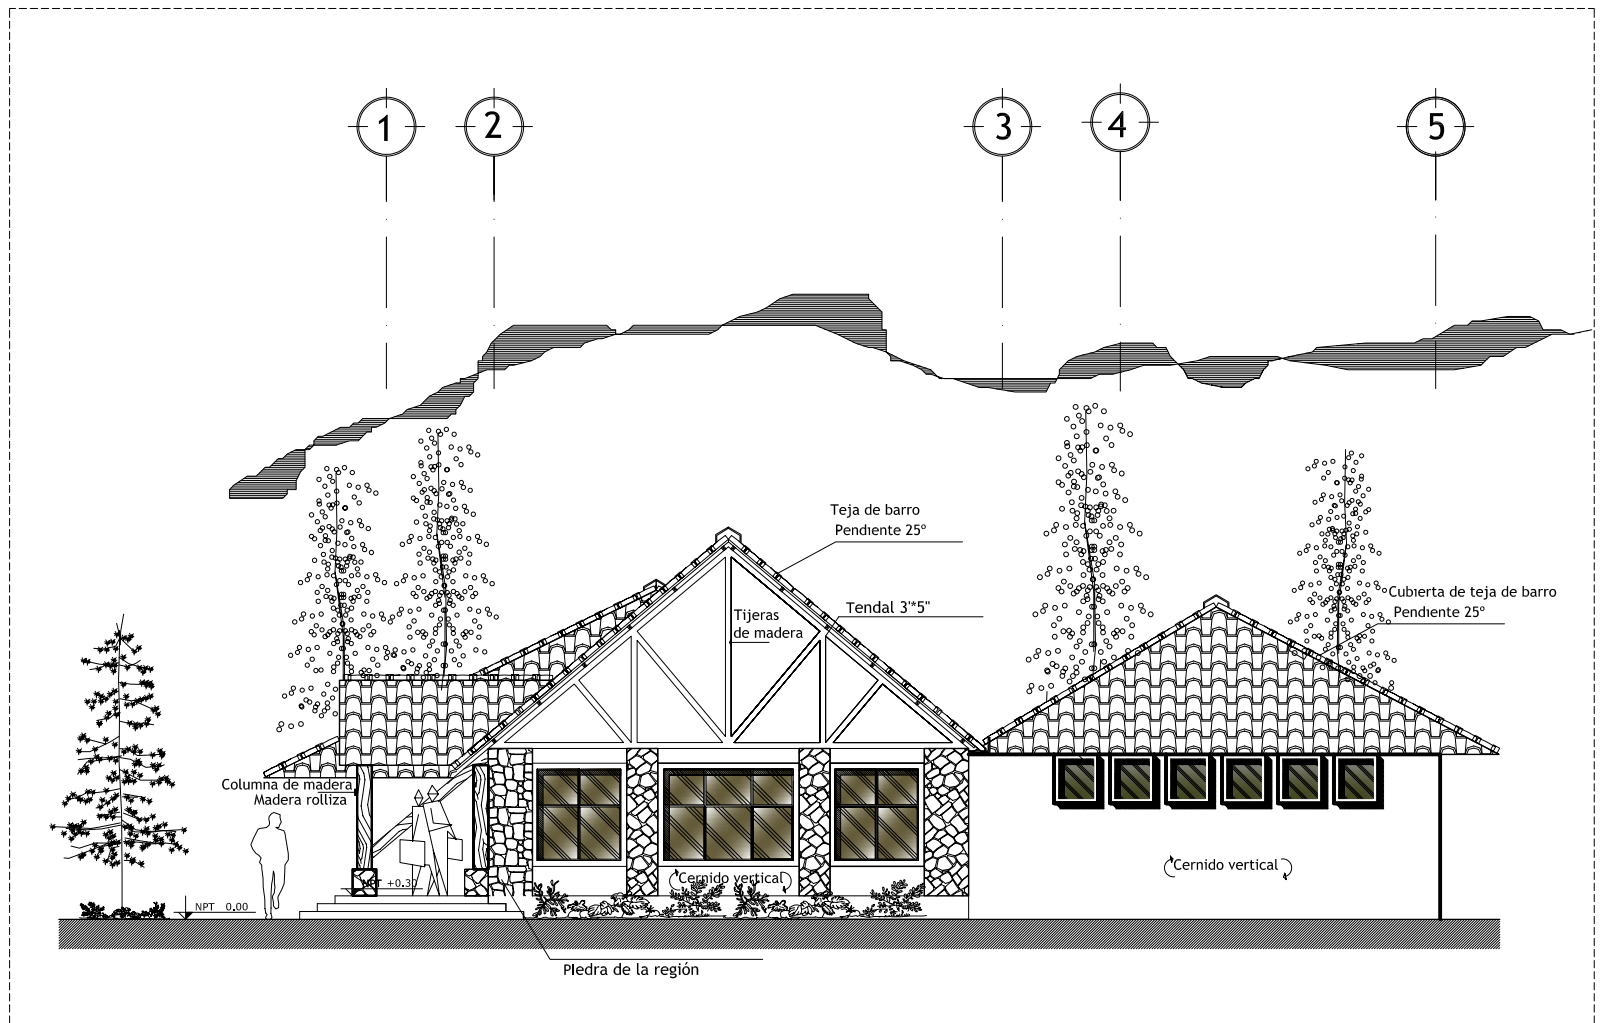 1
2
3
4
5
Teja de barro
Pendiente 25º
Tendal 3"*5"
Tijeras
de madera
Cubierta de teja de barro
Pendiente 25º
Columna de madera
Madera rolliza
NPT +0.30
NPT 0.00
Cernido vertical
Cernido vertical
Piedra de la región